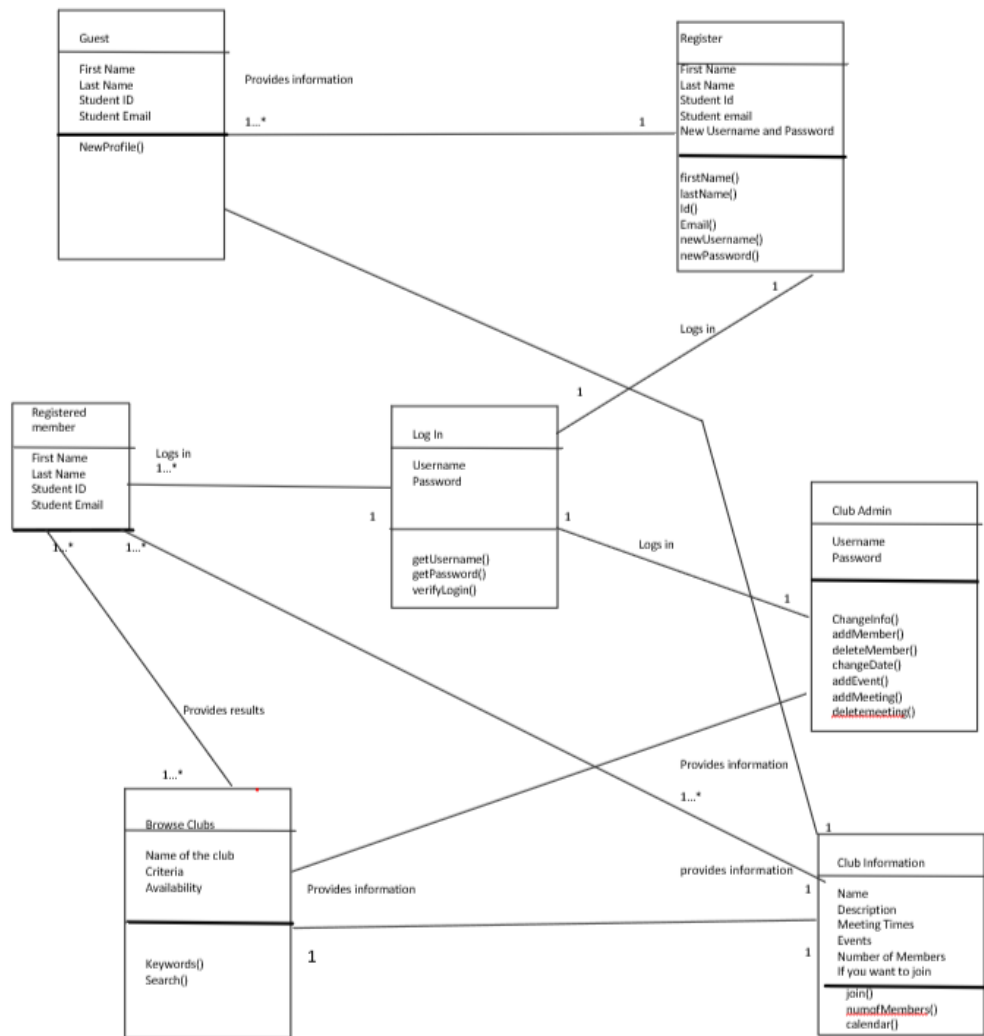 Guest
First Name
Last Name
Student ID
Student Email
NewProfile()
Provides information
1...*
1
Register
First Name
Last Name
Student Id
Student email
New Username and Password
firstName()
lastName()
Id()
Email()
newUsername()
newPassword()
1
Logs in
1
Registered
member
First Name
Last Name
Student ID
Student Email
Logs in
1...*
1
Log In
Username
Password
getUsername()
getPassword()
verifyLogin()
1
Logs in
1
Club Admin
Username
Password
ChangeInfo()
addMember()
deleteMember()
changeDate()
addEvent()
addMeeting()
deletemeeting()
1...*
1...*
Provides results
1...*
Provides information
1...*
1
Browse Clubs
Name of the club
Criteria
Availability
Keywords()
Search()
Provides information
1
provides information
1
1
Club Information
Name
Description
Meeting Times
Events
Number of Members
If you want to join
join()
numofMembers()
calendar()